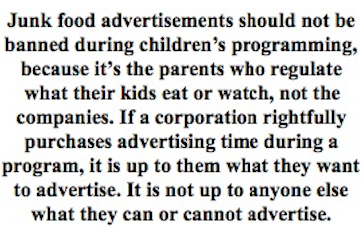 Junk food advertisements should not be
banned during children’s programming,
because it’s the parents who regulate
what their kids eat or watch, not the
companies. If a corporation rightfully
purchases advertising time during a
program, it is up to them what they want
to advertise. It is not up to anyone else
what they can or cannot advertise.